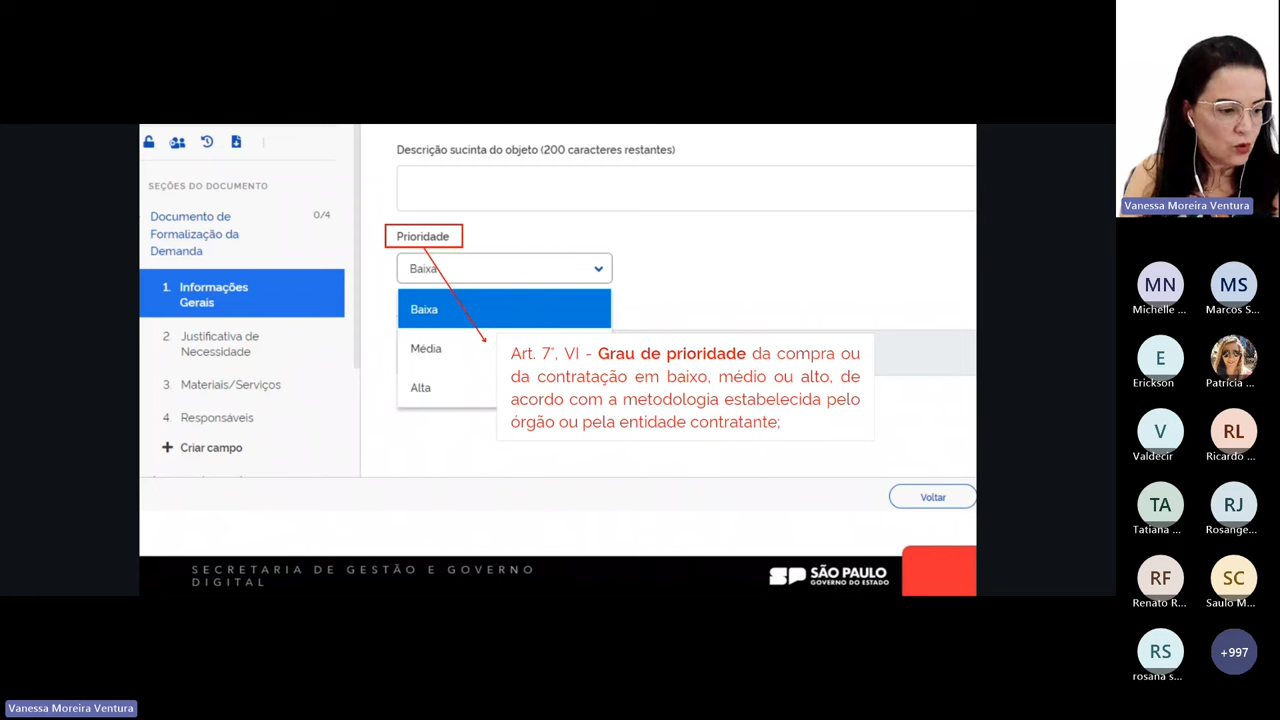 Descrição sucinta do objeto (200 caracteres restantes)
SEÇÕES DO DOCUMENTO
Documento de
Formalização da
Demanda
0/4
1. Informações
Gerais
2. Justificativa de
Necessidade
3. Materiais/Serviços
4. Responsáveis
+ Criar campo
Prioridade
Baixa
Baixa
Média
Alta
Art. 7°, VI - Grau de prioridade da compra ou
da contratação em baixo, médio ou alto, de
acordo com a metodologia estabelecida pelo
órgão ou pela entidade contratante;
Voltar
SECRETARIA DE GESTÃO E GOVERNO
DIGITAL
SP SÃO PAULO
GOVERNO DO ESTADO
Vanessa Moreira Ventura
MN
Michelle ...
MS
Marcos S...
E
Erickson
Patrícia ...
V
Valdecir
RL
Ricardo ...
TA
Tatiana ...
RJ
Rosange...
RF
Renato R...
SC
Saulo M...
RS
rosana s...
+997
Vanessa Moreira Ventura